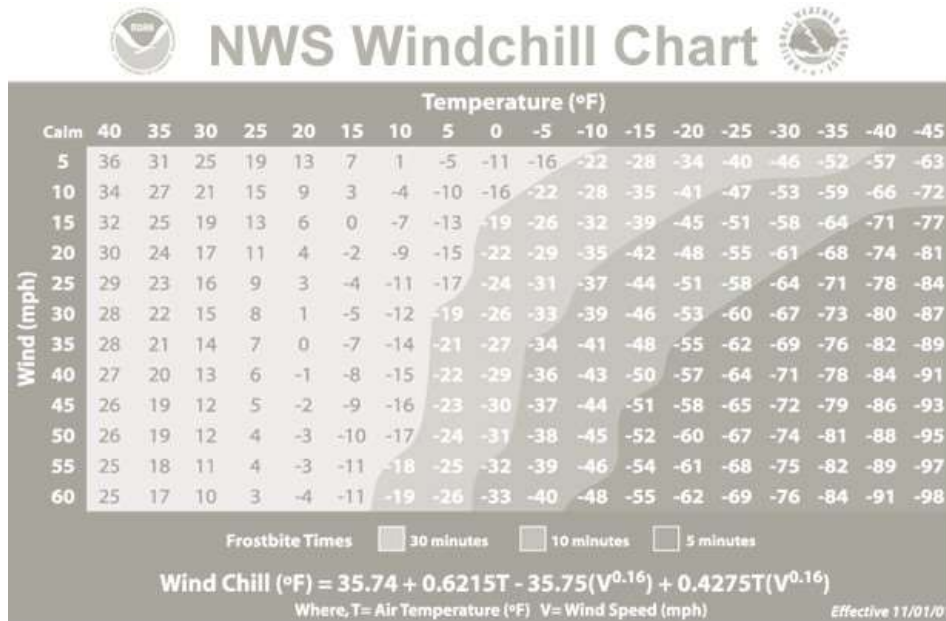 NWS Windchill Chart
Temperature (ºF)
Calm 40 35 30 25 20 15 10 5 0 -5 -10 -15 -20 -25 -30 -35 -40 -45
5 36 31 25 19 13 7 1 -5 -11 -16 -22 -28 -34 -40 -46 -52 -57 -63
10 34 27 21 15 9 3 -4 -10 -16 -22 -28 -35 -41 -47 -53 -59 -66 -72
15 32 25 19 13 6 0 -7 -13 -19 -26 -32 -39 -45 -51 -58 -64 -71 -77
20 30 24 17 11 4 -2 -9 -15 -22 -29 -35 -42 -48 -55 -61 -68 -74 -81
25 29 23 16 9 3 -4 -11 -17 -24 -31 -37 -44 -51 -58 -64 -71 -78 -84
30 28 22 15 8 1 -5 -12 -19 -26 -33 -39 -46 -53 -60 -67 -73 -80 -87
35 28 21 14 7 0 -7 -14 -21 -27 -34 -41 -48 -55 -62 -69 -76 -82 -89
40 27 20 13 6 -1 -8 -15 -22 -29 -36 -43 -50 -57 -64 -71 -78 -84 -91
45 26 19 12 5 -2 -9 -16 -23 -30 -37 -44 -51 -58 -65 -72 -79 -86 -93
50 26 19 12 4 -3 -10 -17 -24 -31 -38 -45 -52 -60 -67 -74 -81 -88 -95
55 25 18 11 4 -3 -11 -18 -25 -32 -39 -46 -54 -61 -68 -75 -82 -89 -97
60 25 17 10 3 -4 -11 -19 -26 -33 -40 -48 -55 -62 -69 -76 -84 -91 -98
Wind (mph)
Frostbite Times 30 minutes 10 minutes 5 minutes
Wind Chill (ºF) = 35.74 + 0.6215T - 35.75(V^0.16) + 0.4275T(V^0.16)
Where, T= Air Temperature (ºF) V= Wind Speed (mph)
Effective 11/01/0